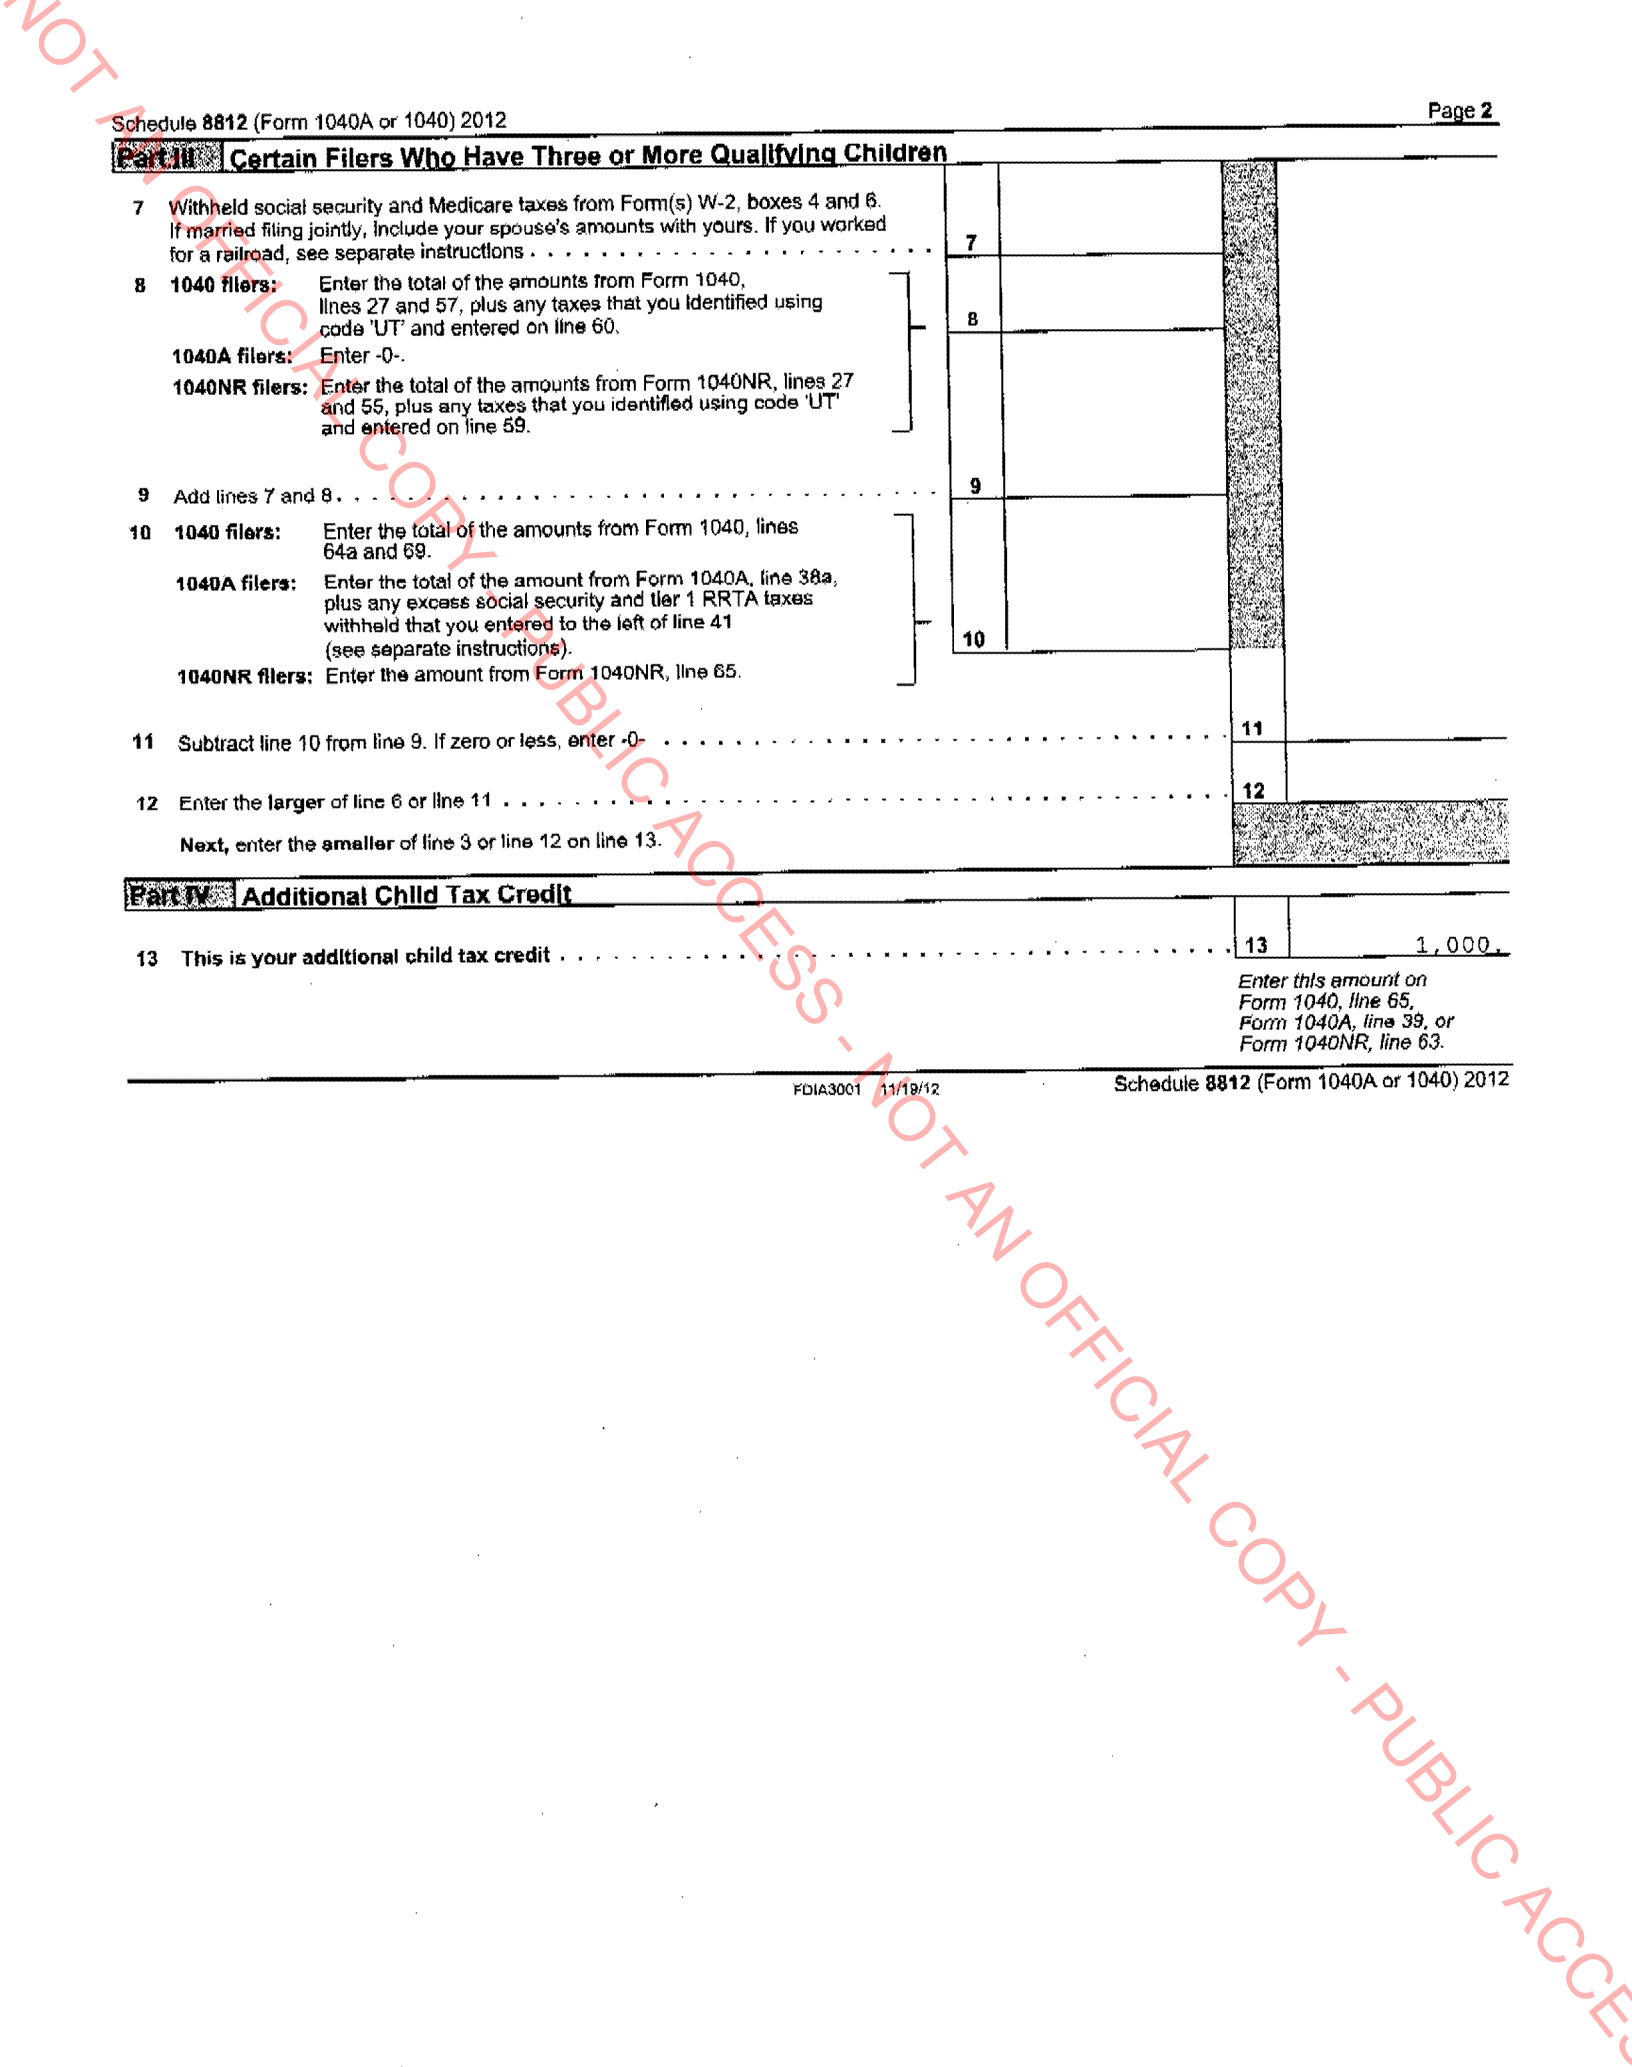 Schedule 8812 (Form 1040A or 1040) 2012 Page 2
Part III Certain Filers Who Have Three or More Qualifying Children
7 Withheld social security and Medicare taxes from Form(s) W-2, boxes 4 and 6.
If married filing jointly, include your spouse's amounts with yours. If you worked
for a railroad, see separate instructions . . . . . . . . . . . . . . . . . . . . . . . 7
8 1040 filers: Enter the total of the amounts from Form 1040,
lines 27 and 57, plus any taxes that you identified using
code 'UT' and entered on line 60. 8
1040A filers: Enter -0-.
1040NR filers: Enter the total of the amounts from Form 1040NR, lines 27
and 55, plus any taxes that you identified using code 'UT'
and entered on line 59.
9 Add lines 7 and 8. . . . . . . . . . . . . . . . . . . . . . . . . . . . . . . . . . 9
10 1040 filers: Enter the total of the amounts from Form 1040, lines
64a and 69.
1040A filers: Enter the total of the amount from Form 1040A, line 38a,
plus any excess social security and tier 1 RRTA taxes
withheld that you entered to the left of line 41
(see separate instructions). 10
1040NR filers: Enter the amount from Form 1040NR, line 65.
11 Subtract line 10 from line 9. If zero or less, enter -0- . . . . . . . . . . . . . . . . . . . . . . . . . . . . . . . . 11
12 Enter the larger of line 6 or line 11 . . . . . . . . . . . . . . . . . . . . . . . . . . . . . . . . . . . . . . . . . 12
Next, enter the smaller of line 3 or line 12 on line 13.
Part IV Additional Child Tax Credit
13 This is your additional child tax credit . . . . . . . . . . . . . . . . . . . . . . . . . . . . . . . . . . . . . . 13 1,000.
Enter this amount on
Form 1040, line 65,
Form 1040A, line 39, or
Form 1040NR, line 63.
FDIA3001 11/19/12 Schedule 8812 (Form 1040A or 1040) 2012
NOT AN OFFICIAL COPY - PUBLIC ACCESS - NOT AN OFFICIAL COPY - PUBLIC ACCES